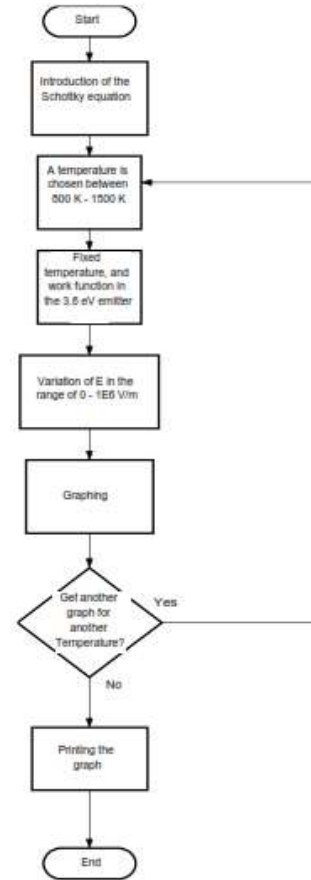 Start
Introduction of the
Schottky equation
A temperature is
chosen between
600 K - 1500 K
Fixed
temperature, and
work function in
the 3.6 eV emitter
Variation of E in the
range of 0 - 1E6 V/m
Graphing
Get another
graph for
another
Temperature?
Yes
No
Printing the
graph
End